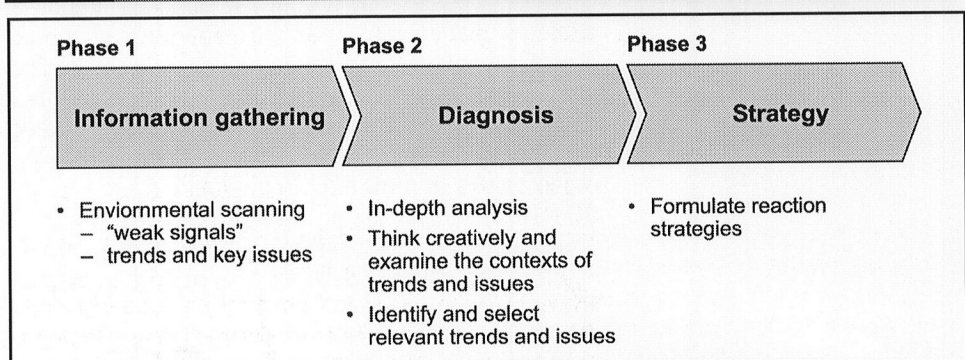 Phase 1
Information gathering
• Enviornmental scanning
– "weak signals"
– trends and key issues
Phase 2
Diagnosis
• In-depth analysis
• Think creatively and
examine the contexts of
trends and issues
• Identify and select
relevant trends and issues
Phase 3
Strategy
• Formulate reaction
strategies